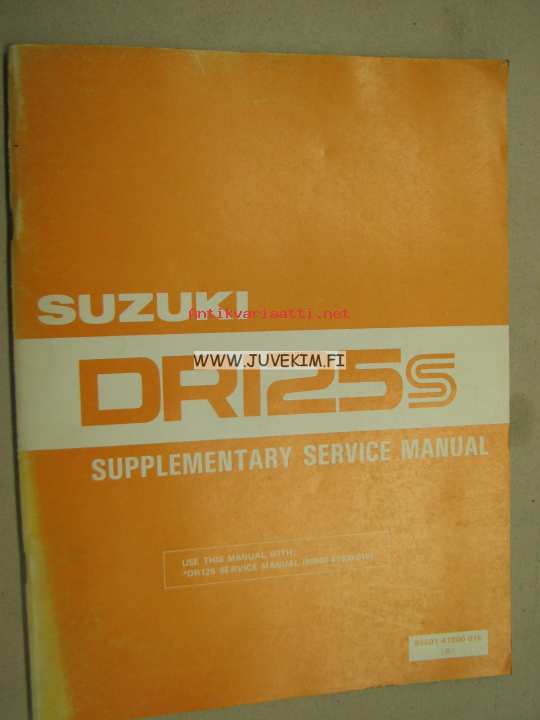 SUZUKI
antikvariaatti.net
WWW.JUVEKIM.FI
DR125S
SUPPLEMENTARY SERVICE MANUAL
USE THIS MANUAL WITH:
*DR125 SERVICE MANUAL